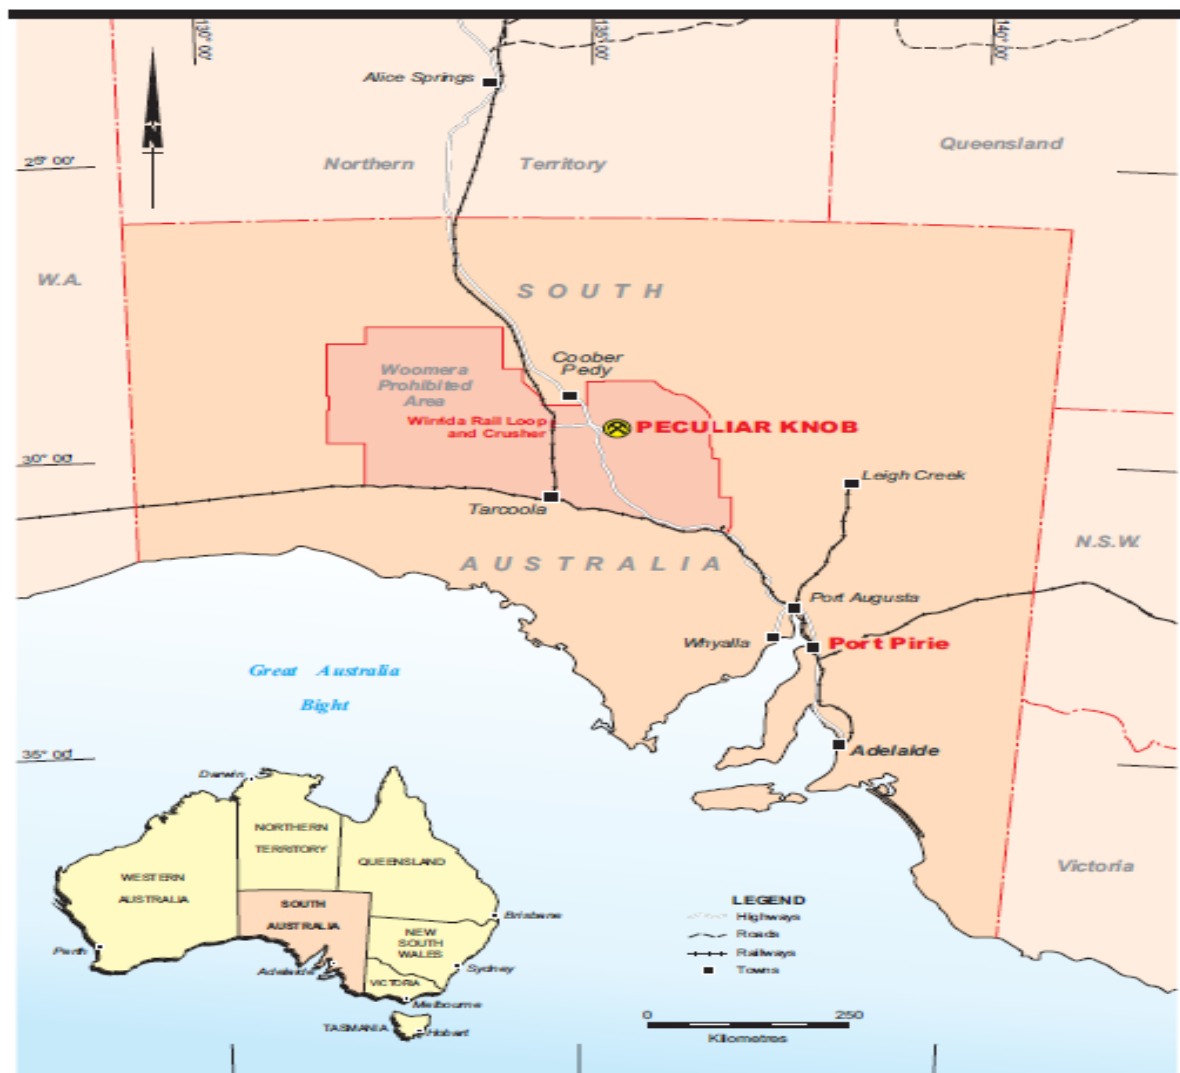 130° 00'
135° 00'
140° 00'
Alice Springs
Northern Territory
Queensland
25° 00'
N
W.A.
SOUTH
Coober
Pedy
Woomera
Prohibited
Area
Wirrida Rail Loop
and Crusher
PECULIAR KNOB
30° 00'
Leigh Creek
Tarcoola
N.S.W.
AUSTRALIA
Port Augusta
Whyalla
Port Pirie
Great Australia
Bight
35° 00'
Adelaide
Darwin
NORTHERN
TERRITORY
QUEENSLAND
WESTERN
AUSTRALIA
SOUTH
AUSTRALIA
Brisbane
NEW
SOUTH
WALES
Perth
Adelaide
Sydney
VICTORIA
Melbourne
TASMANIA
Hobart
Victoria
LEGEND
Highways
Roads
Railways
Towns
0 250
Kilometres